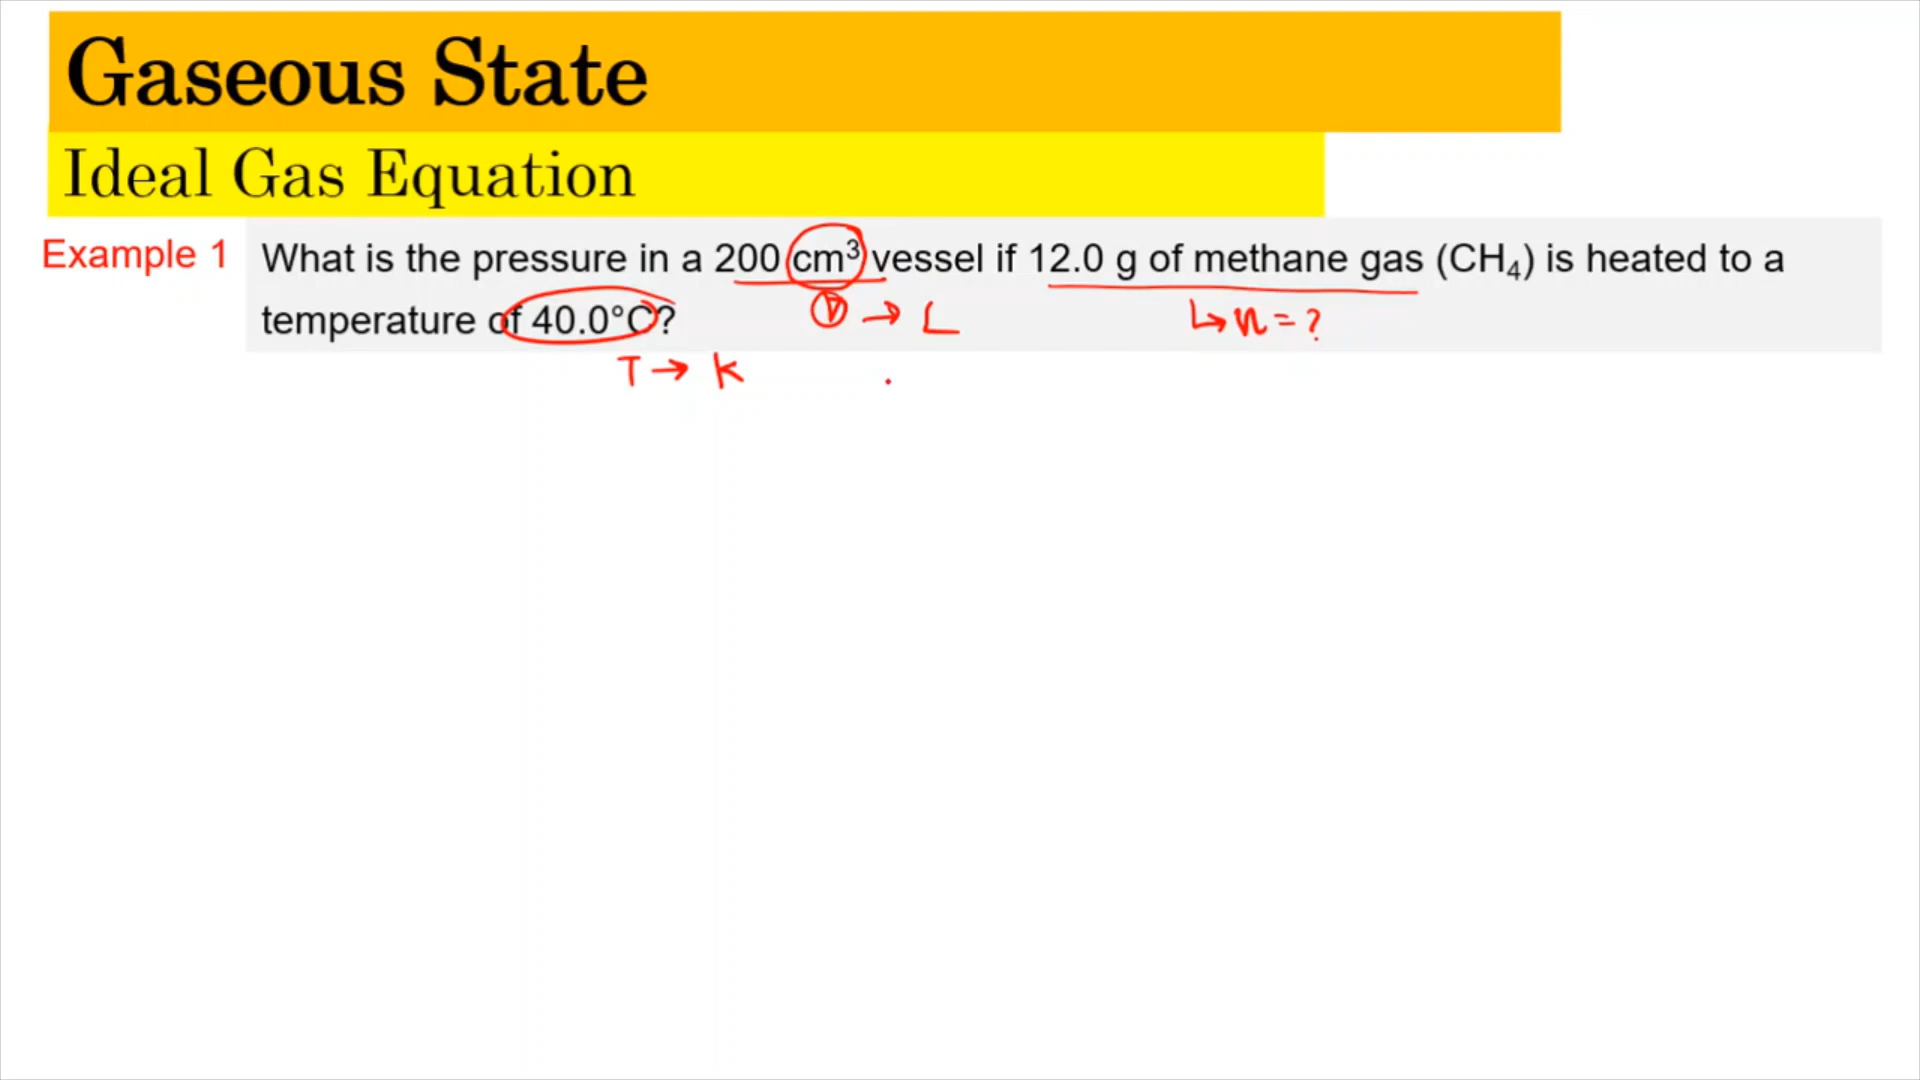 Gaseous State
Ideal Gas Equation
Example 1
What is the pressure in a 200 cm³ vessel if 12.0 g of methane gas (CH₄) is heated to a
temperature of 40.0°C?
V → L
↳ n = ?
T → K